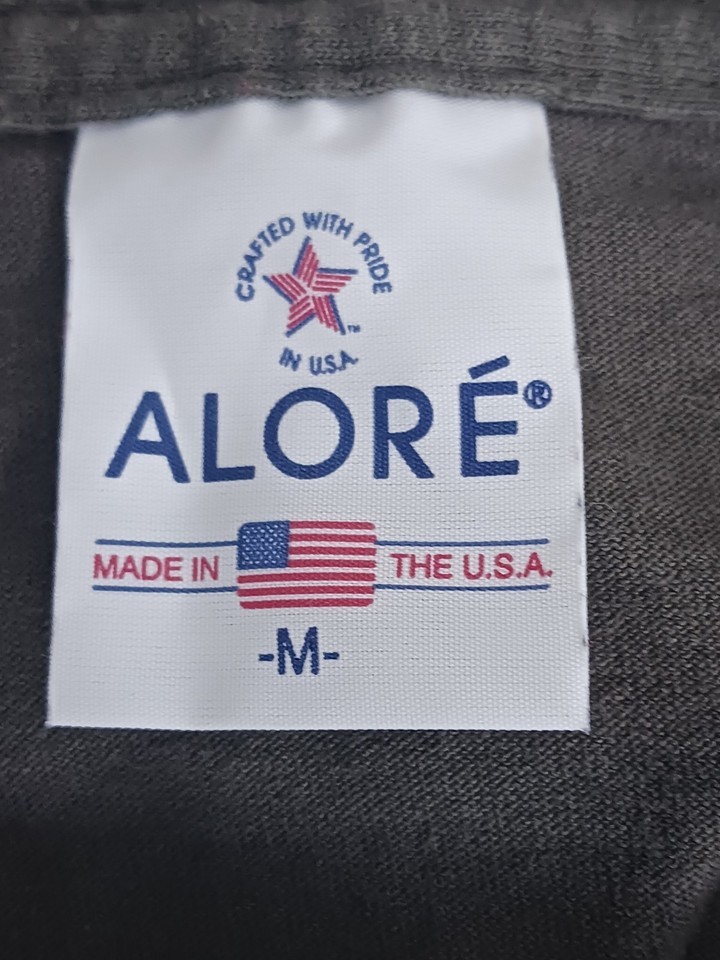 CRAFTED WITH PRIDE
™
IN U.S.A.
ALORÉ®
MADE IN THE U.S.A.
-M-